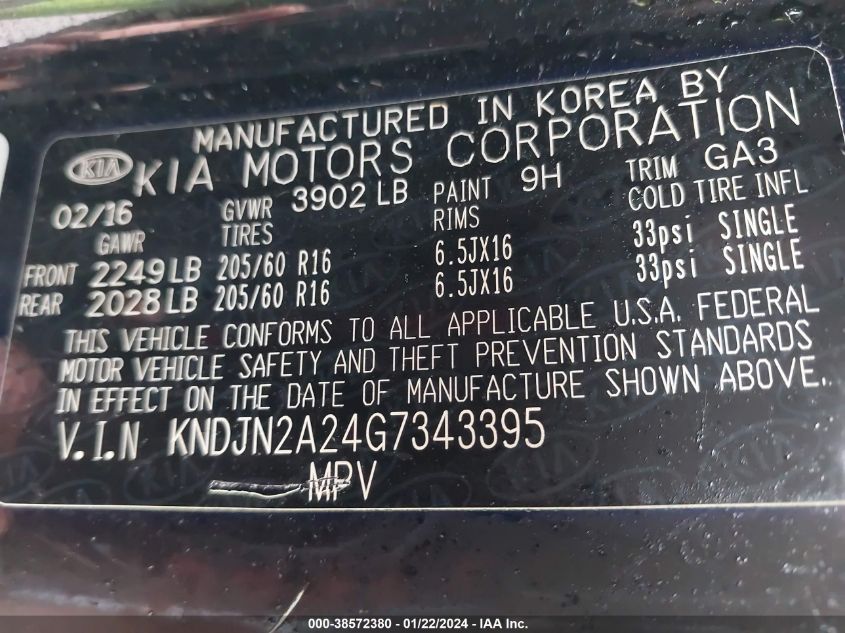 MANUFACTURED IN KOREA BY
KIA KIA MOTORS CORPORATION
02/16 GVWR 3902 LB PAINT 9H TRIM GA3
GAWR TIRES RIMS COLD TIRE INFL
FRONT 2249 LB 205/60 R16 6.5JX16 33psi SINGLE
REAR 2028 LB 205/60 R16 6.5JX16 33psi SINGLE
THIS VEHICLE CONFORMS TO ALL APPLICABLE U.S.A. FEDERAL
MOTOR VEHICLE SAFETY AND THEFT PREVENTION STANDARDS
IN EFFECT ON THE DATE OF MANUFACTURE SHOWN ABOVE.
V.I.N KNDJN2A24G7343395
MPV
000-38572380 - 01/22/2024 - IAA Inc.